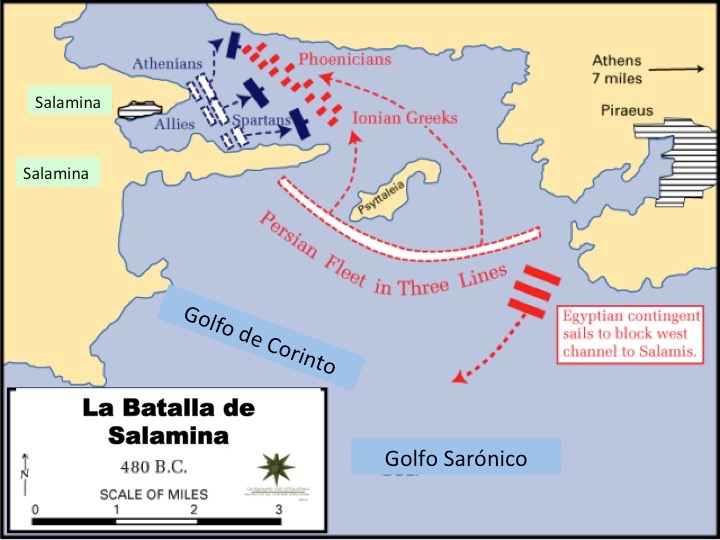 Athenians
Phoenicians
Athens
7 miles
Salamina
Piraeus
Allies
Spartans
Ionian Greeks
Salamina
Psyttaleia
Persian Fleet in Three Lines
Egyptian contingent
sails to block west
channel to Salamis.
Golfo de Corinto
La Batalla de
Salamina
480 B.C.
N
SCALE OF MILES
0 1 2 3
Golfo Sarónico